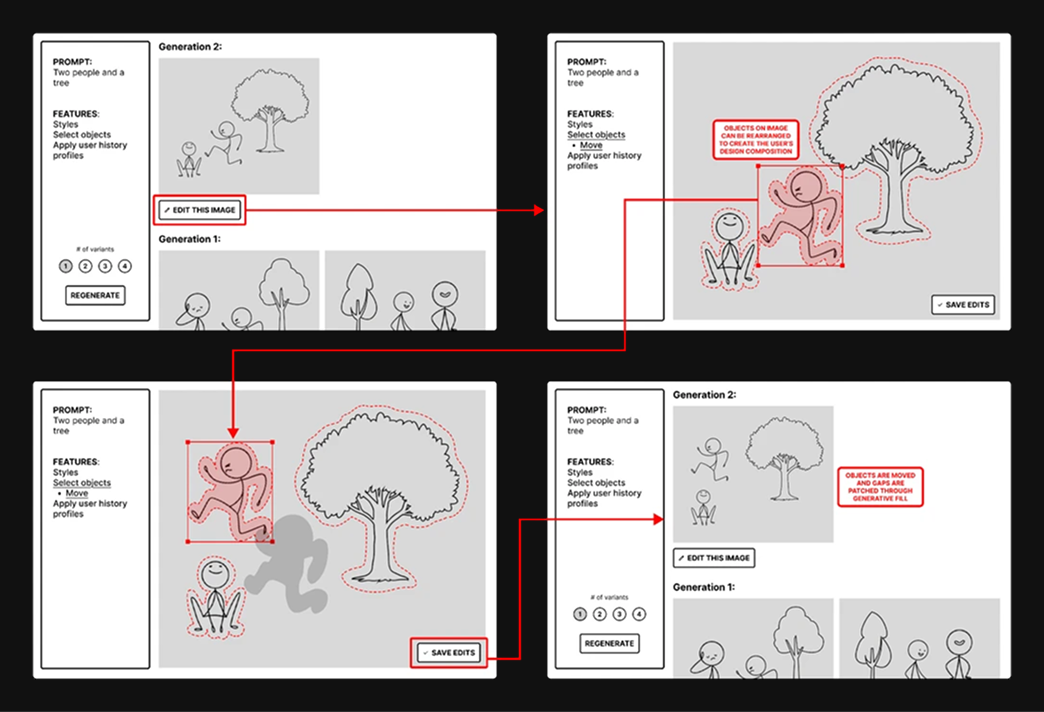 Generation 2:
PROMPT:
Two people and a
tree
FEATURES:
Styles
Select objects
Apply user history
profiles
EDIT THIS IMAGE
Generation 1:
# of variants
1 2 3 4
REGENERATE
PROMPT:
Two people and a
tree
FEATURES:
Styles
Select objects
• Move
Apply user history
profiles
OBJECTS ON IMAGE
CAN BE REARRANGED
TO CREATE THE USER'S
DESIGN COMPOSITION
✓ SAVE EDITS
PROMPT:
Two people and a
tree
FEATURES:
Styles
Select objects
• Move
Apply user history
profiles
✓ SAVE EDITS
Generation 2:
PROMPT:
Two people and a
tree
FEATURES:
Styles
Select objects
• Move
Apply user history
profiles
OBJECTS ARE MOVED
AND GAPS ARE
PATCHED THROUGH
GENERATIVE FILL
EDIT THIS IMAGE
Generation 1:
# of variants
1 2 3 4
REGENERATE